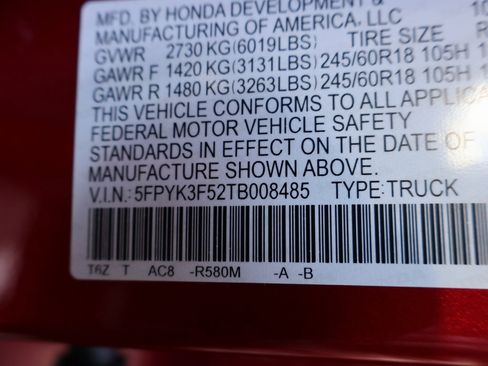 MFD. BY HONDA DEVELOPMENT &
MANUFACTURING OF AMERICA, LLC 10
GVWR 2730 KG(6019LBS) TIRE SIZE R
GAWR F 1420 KG(3131LBS) 245/60R18 105H
GAWR R 1480 KG(3263LBS) 245/60R18 105H
THIS VEHICLE CONFORMS TO ALL APPLICA
FEDERAL MOTOR VEHICLE SAFETY
STANDARDS IN EFFECT ON THE DATE OF
MANUFACTURE SHOWN ABOVE.
V.I.N.: 5FPYK3F52TB008485 TYPE:TRUCK
T6Z T AC8 -R580M -A -B